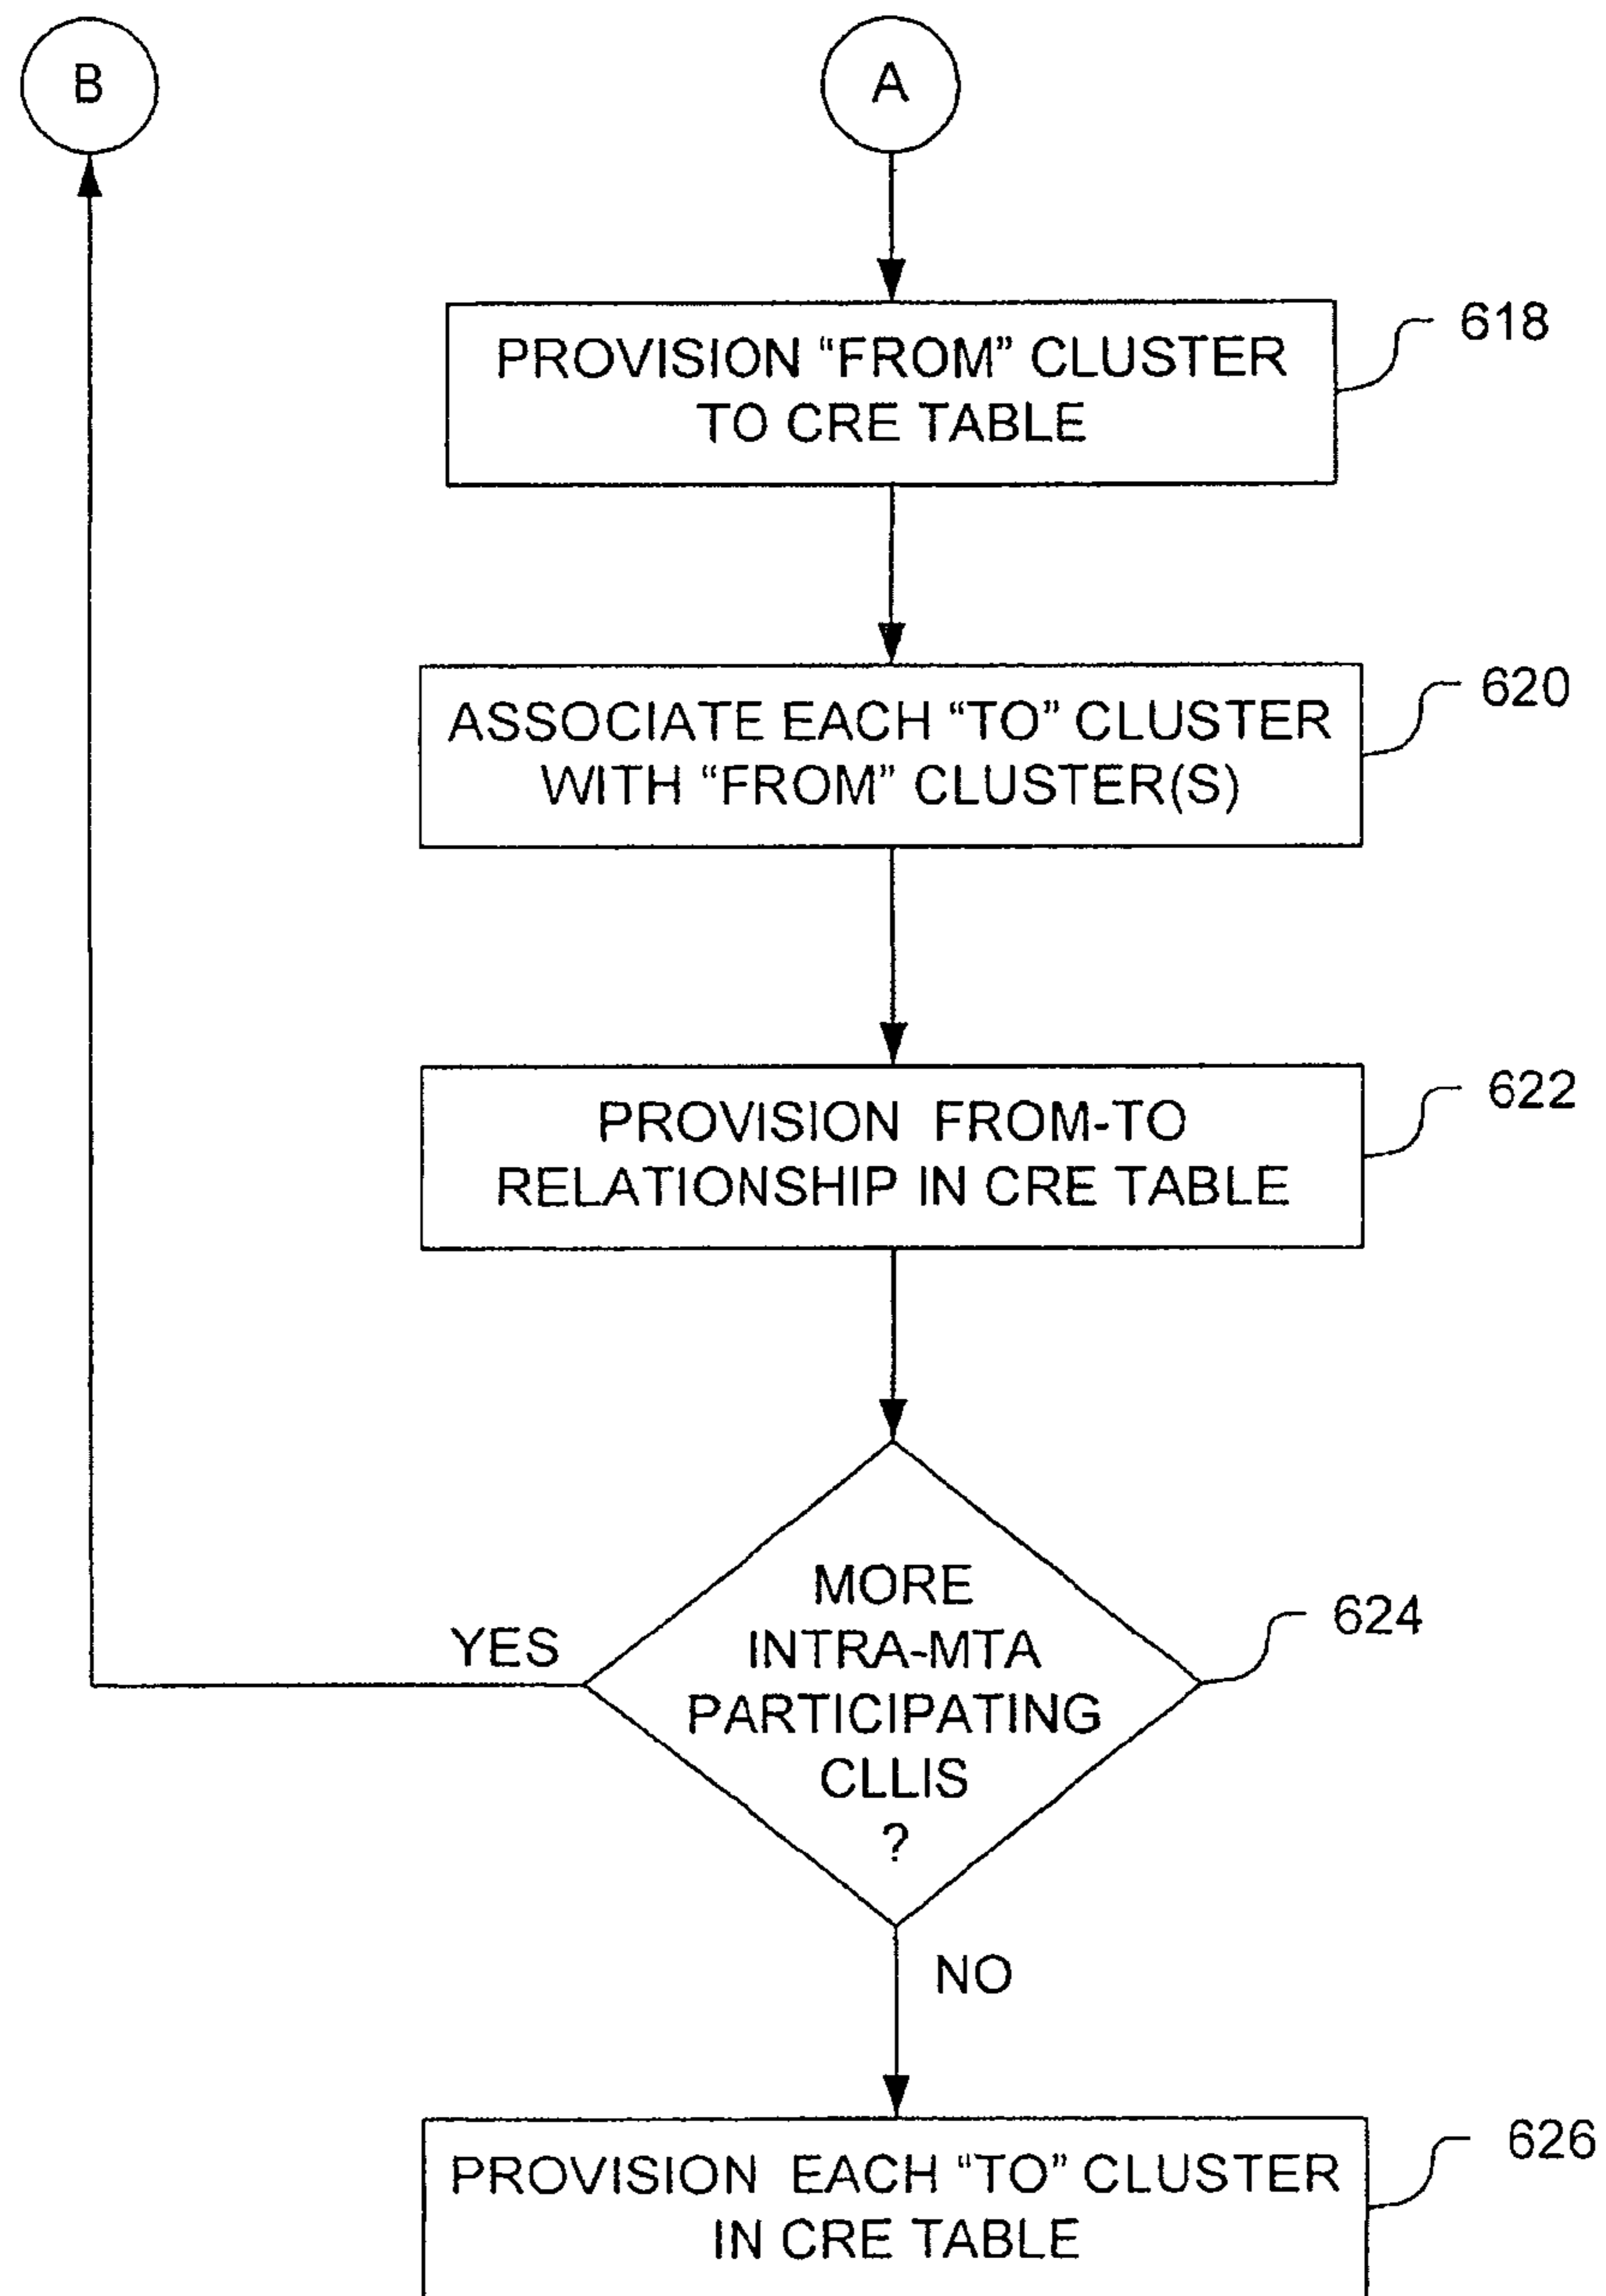 B
A
PROVISION “FROM” CLUSTER
TO CRE TABLE
618
ASSOCIATE EACH “TO” CLUSTER
WITH “FROM” CLUSTER(S)
620
PROVISION FROM-TO
RELATIONSHIP IN CRE TABLE
622
MORE
INTRA-MTA
PARTICIPATING
CLLIS
?
624
YES
NO
PROVISION EACH “TO” CLUSTER
IN CRE TABLE
626